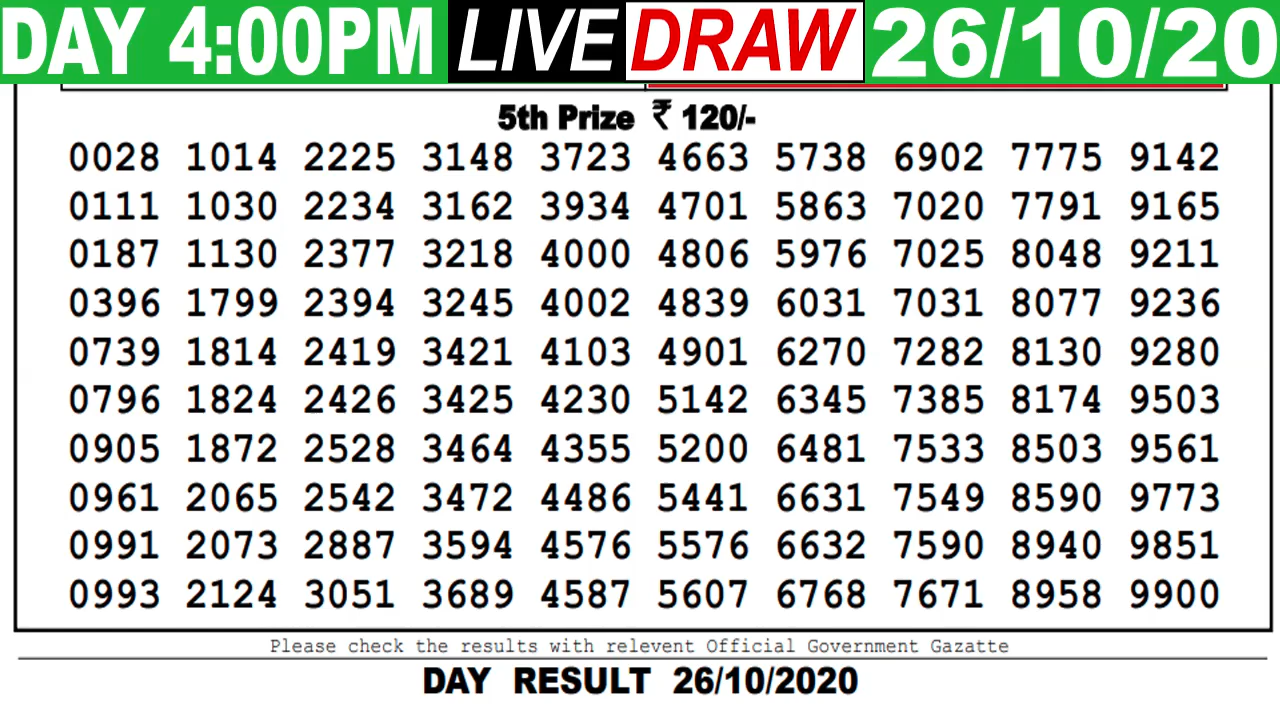 DAY 4:00PM LIVE DRAW 26/10/20
5th Prize ₹ 120/-
0028 1014 2225 3148 3723 4663 5738 6902 7775 9142
0111 1030 2234 3162 3934 4701 5863 7020 7791 9165
0187 1130 2377 3218 4000 4806 5976 7025 8048 9211
0396 1799 2394 3245 4002 4839 6031 7031 8077 9236
0739 1814 2419 3421 4103 4901 6270 7282 8130 9280
0796 1824 2426 3425 4230 5142 6345 7385 8174 9503
0905 1872 2528 3464 4355 5200 6481 7533 8503 9561
0961 2065 2542 3472 4486 5441 6631 7549 8590 9773
0991 2073 2887 3594 4576 5576 6632 7590 8940 9851
0993 2124 3051 3689 4587 5607 6768 7671 8958 9900
Please check the results with relevent Official Government Gazatte
DAY RESULT 26/10/2020